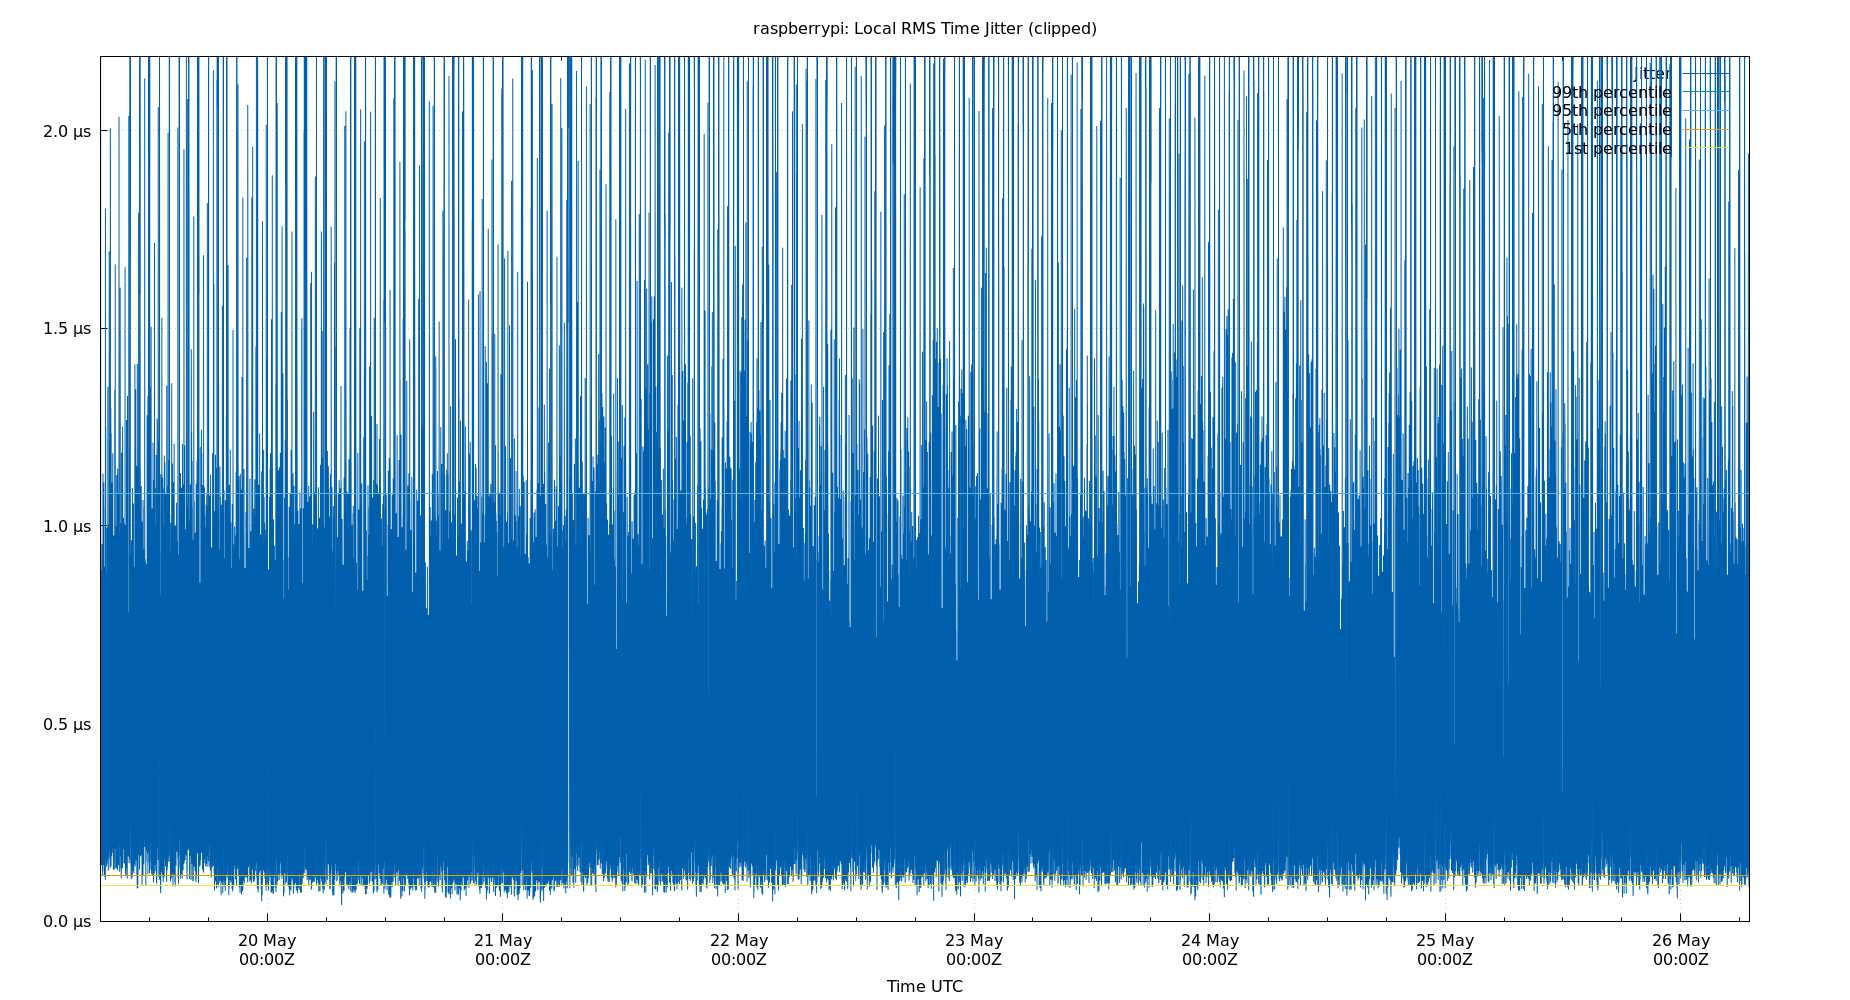 raspberrypi: Local RMS Time Jitter (clipped)
jitter
99th percentile
95th percentile
5th percentile
1st percentile
2.0 µs
1.5 µs
1.0 µs
0.5 µs
0.0 µs
20 May 21 May 22 May 23 May 24 May 25 May 26 May
00:00Z 00:00Z 00:00Z 00:00Z 00:00Z 00:00Z 00:00Z
Time UTC